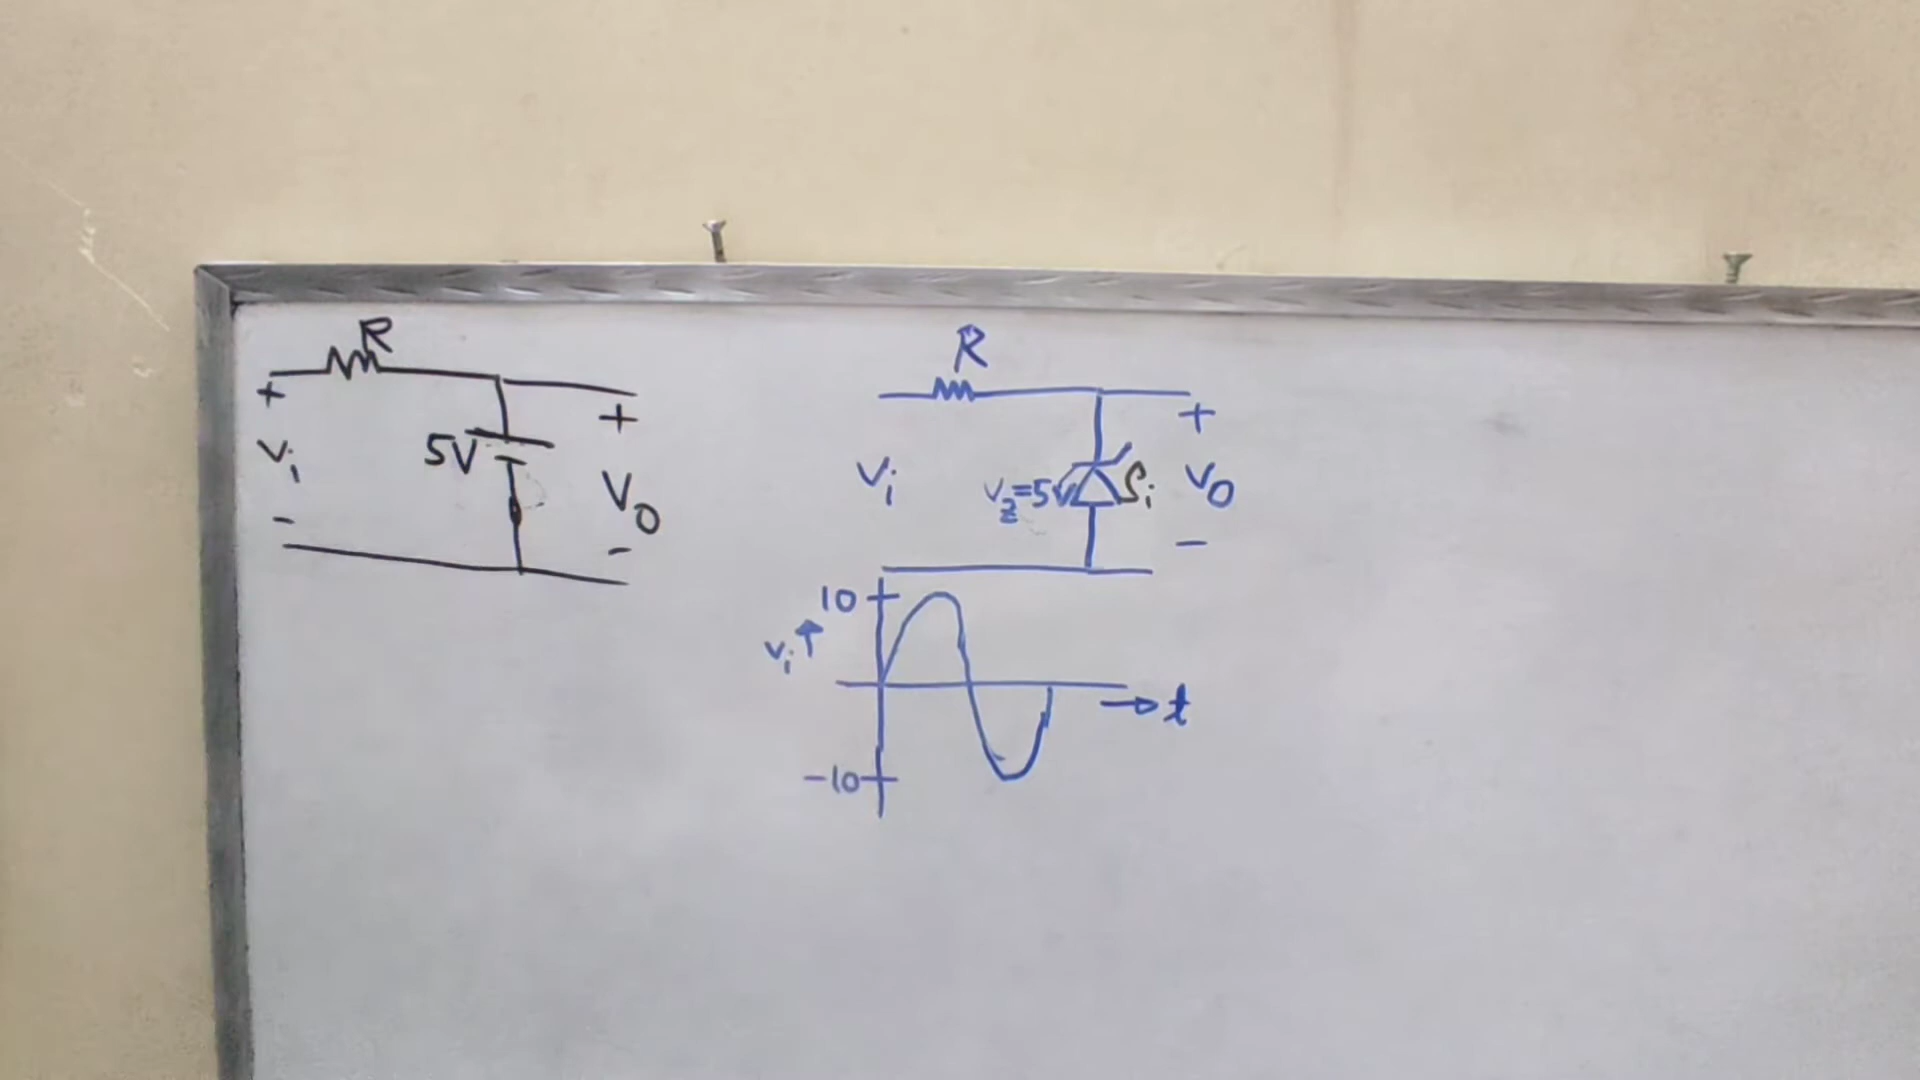 R
+
Vi
-
5V
+
Vo
-
R
Vi
Vz=5V
Si
+
Vo
-
10
vi↑
-10
→ t